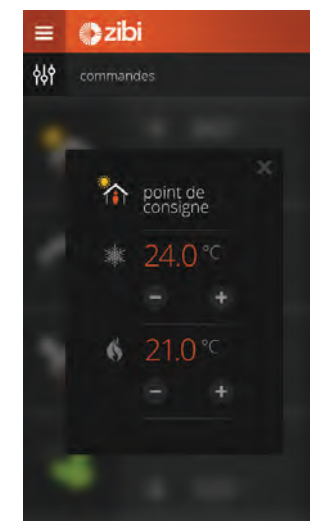 zibi
commandes
point de
consigne
24.0 °C
21.0 °C